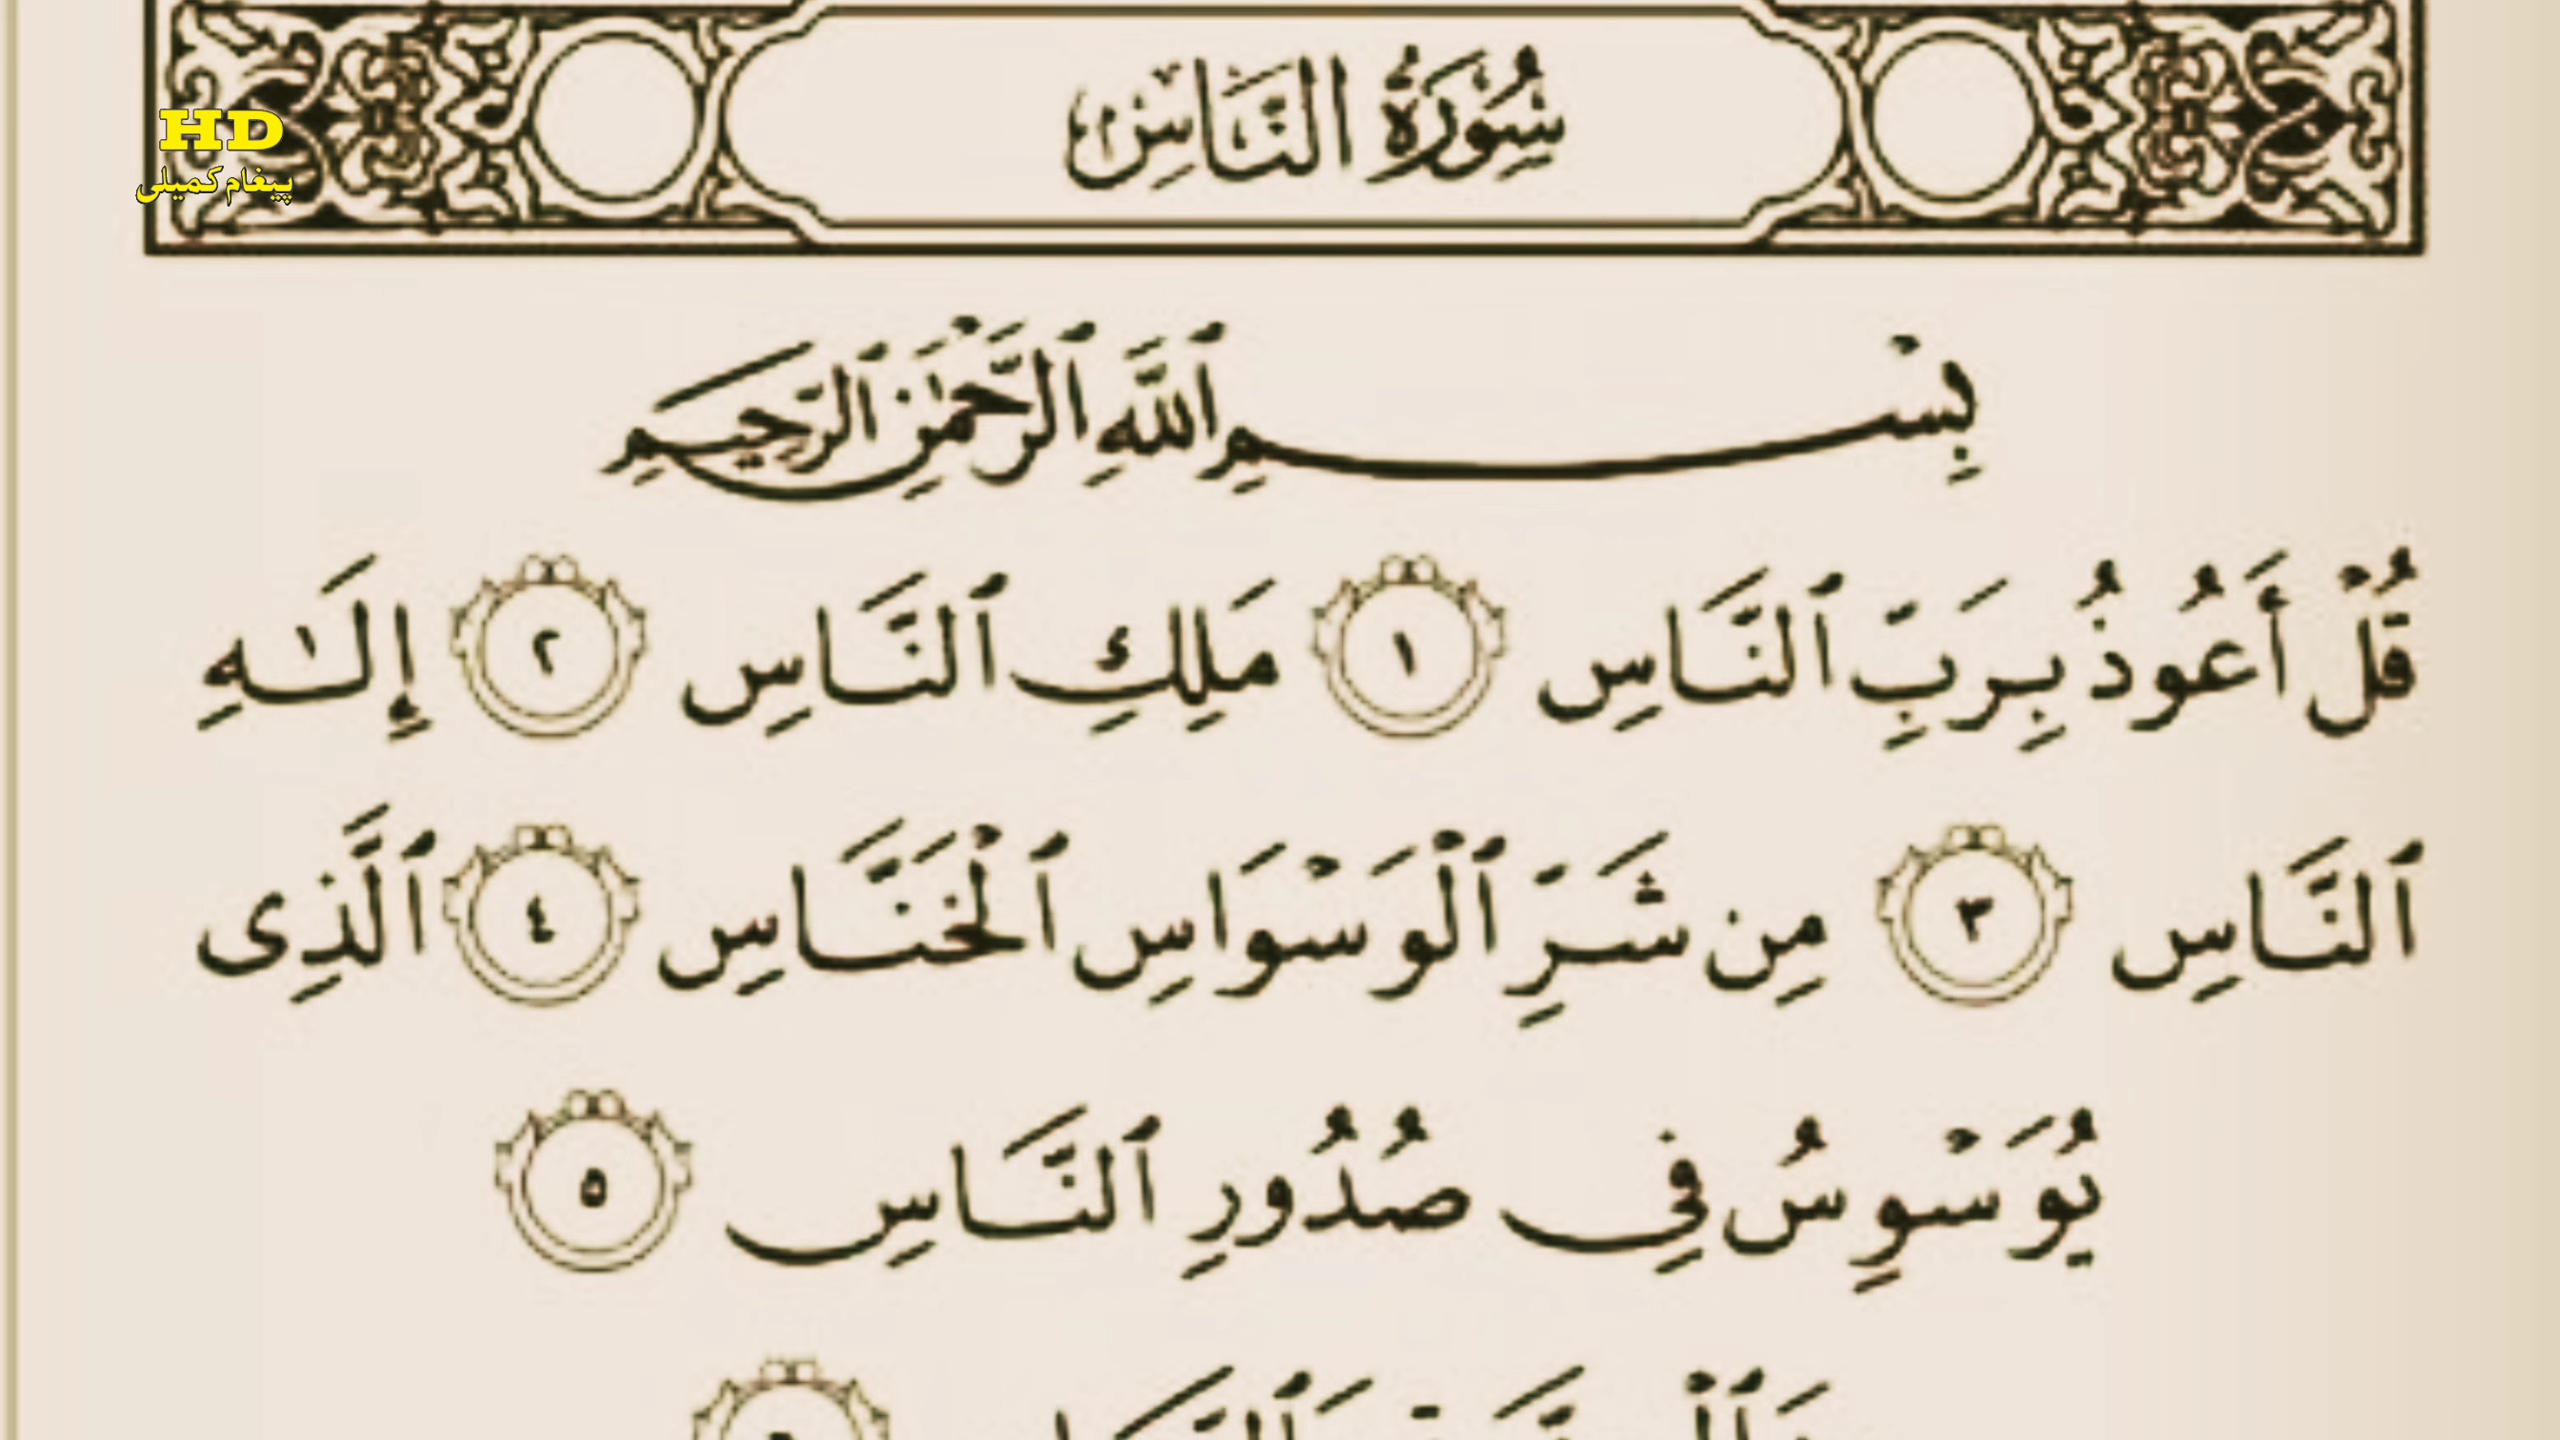 سُورَةُ النَّاسِ
HD
پیغام کمیلی
بِسْمِ ٱللَّهِ ٱلرَّحْمَٰنِ ٱلرَّحِيمِ
قُلْ أَعُوذُ بِرَبِّ ٱلنَّاسِ ١ مَلِكِ ٱلنَّاسِ ٢ إِلَٰهِ
ٱلنَّاسِ ٣ مِن شَرِّ ٱلْوَسْوَاسِ ٱلْخَنَّاسِ ٤ ٱلَّذِى
يُوَسْوِسُ فِى صُدُورِ ٱلنَّاسِ ٥